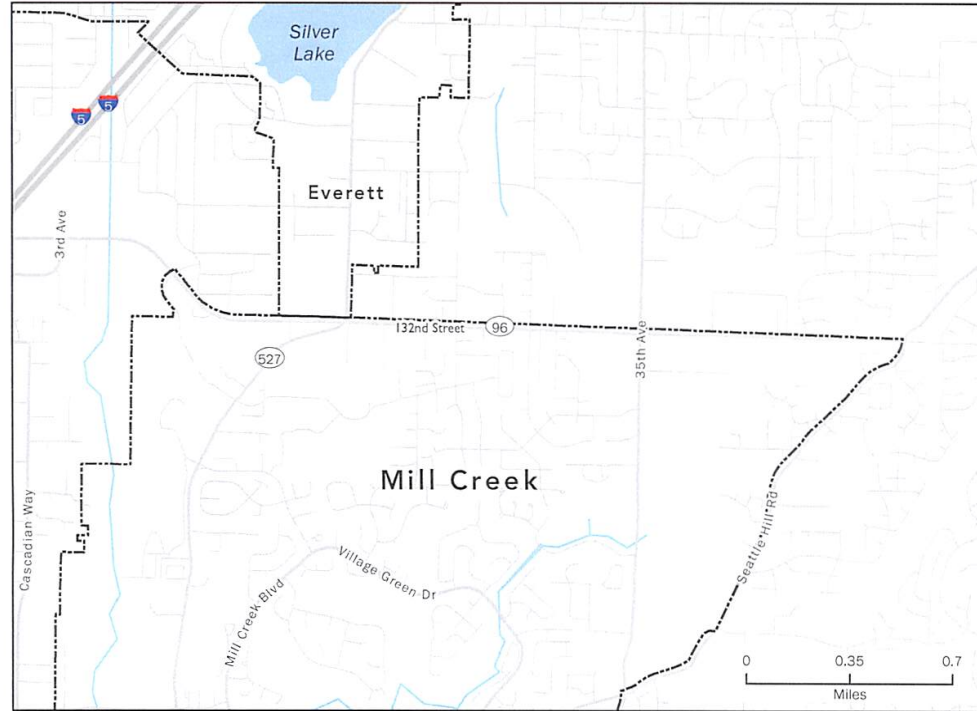 Silver
Lake
5
5
Everett
3rd Ave
132nd Street
96
527
35th Ave
Mill Creek
Cascadian Way
Seattle Hill Rd
Village Green Dr
Mill Creek Blvd
0
0.35
0.7
Miles